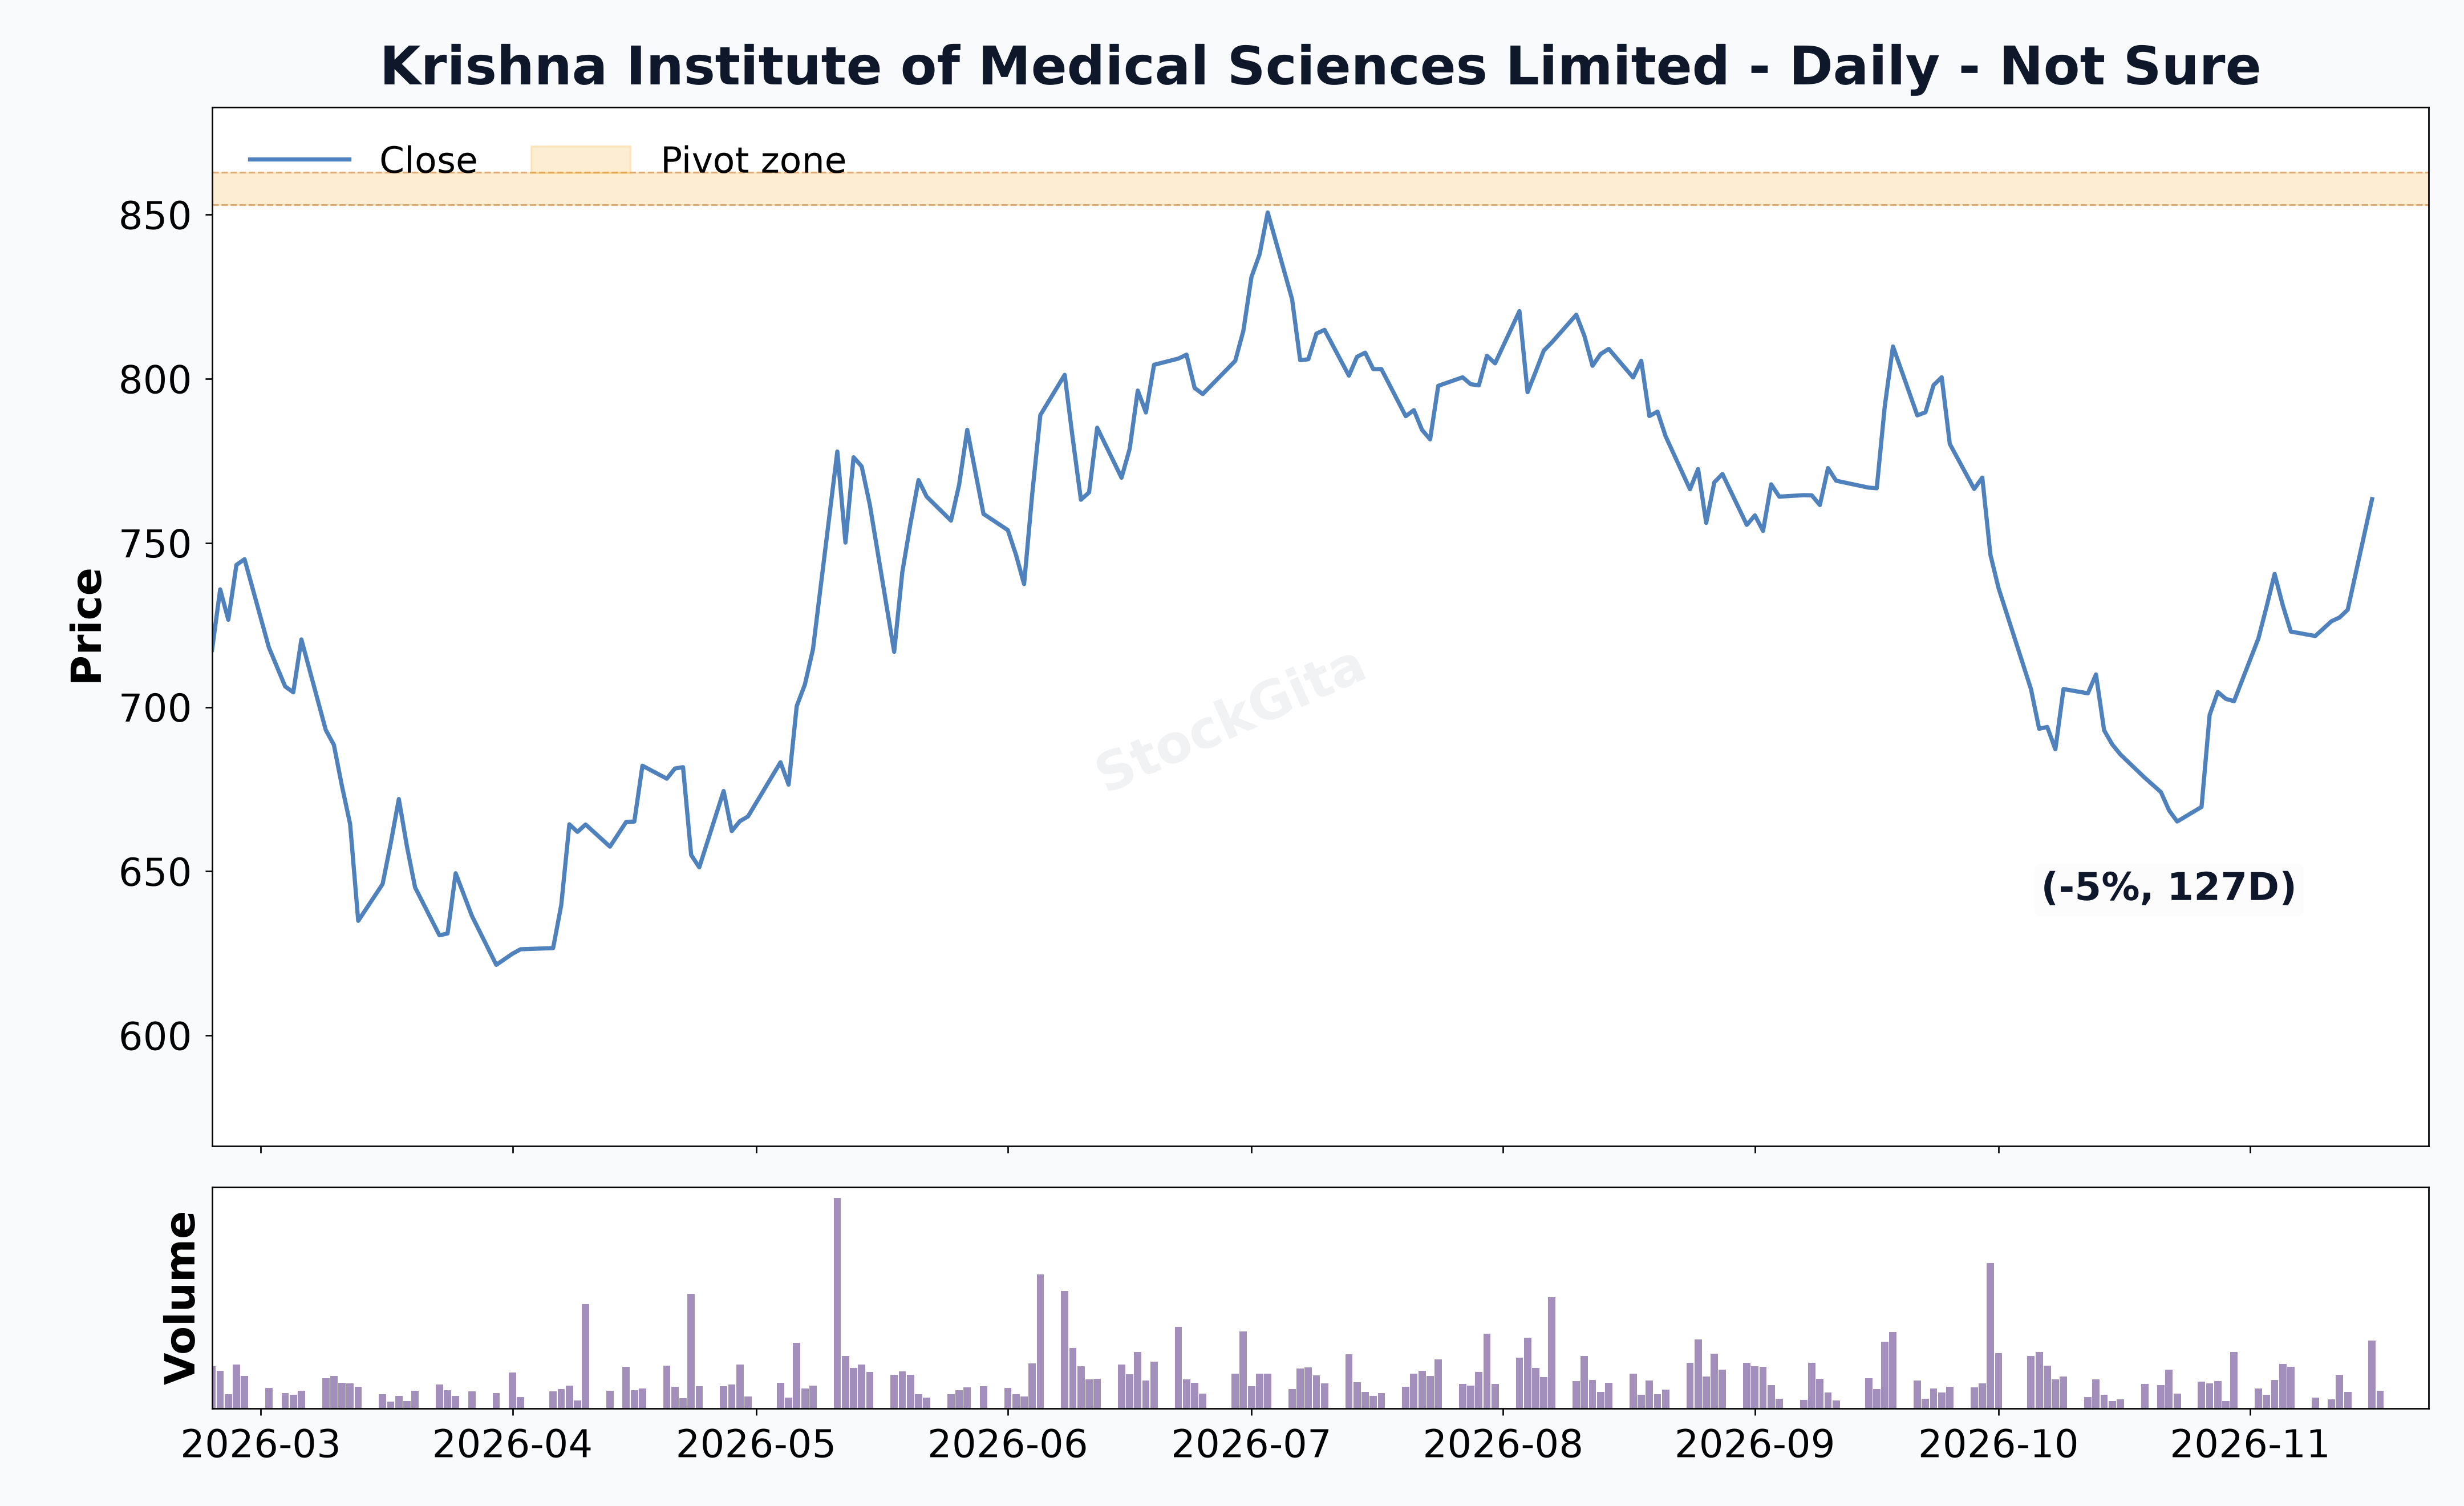 Krishna Institute of Medical Sciences Limited - Daily - Not Sure
Close Pivot zone
850
800
750
700
650
600
Price
StockGita
(-5%, 127D)
Volume
2026-03 2026-04 2026-05 2026-06 2026-07 2026-08 2026-09 2026-10 2026-11